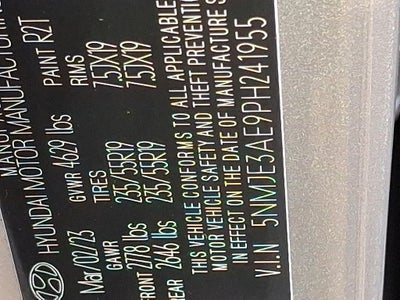 HYUNDAI MOTOR MANUFACTURIN
Mar/02/23 GVWR 4629 lbs PAINT R2T
GAWR TIRES RIMS
FRONT 2778 lbs 235/55R19 7.5JX19
REAR 2646 lbs 235/55R19 7.5JX19
THIS VEHICLE CONFORMS TO ALL APPLICABLE
MOTOR VEHICLE SAFETY AND THEFT PREVENTION
IN EFFECT ON THE DATE OF MANUFACTURE S
V.I.N 5NMJE3AE9PH241955